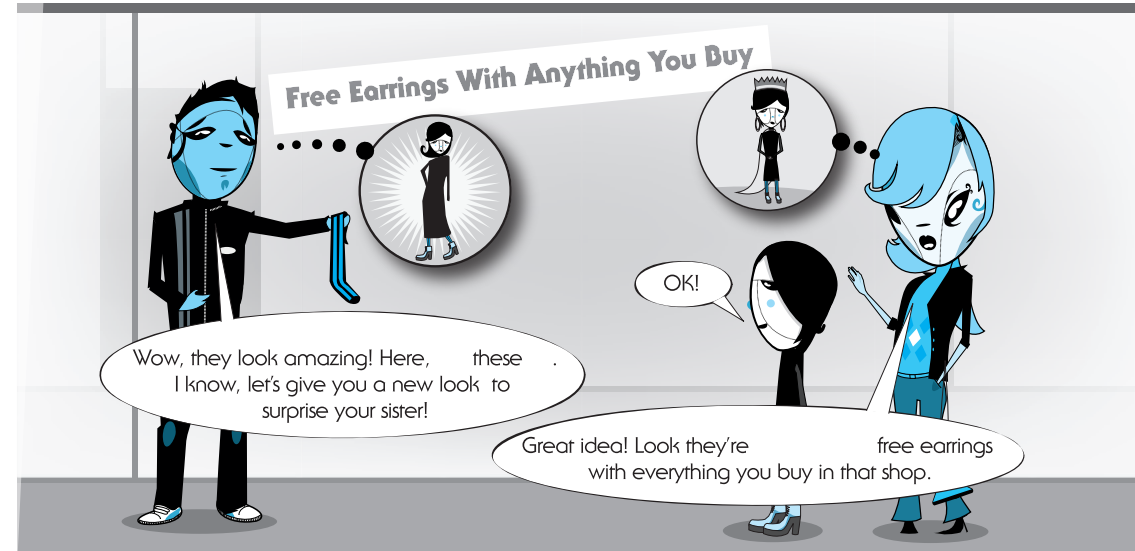 Free Earrings With Anything You Buy
OK!
Wow, they look amazing! Here, these .
I know, let's give you a new look to
surprise your sister!
Great idea! Look they're free earrings
with everything you buy in that shop.